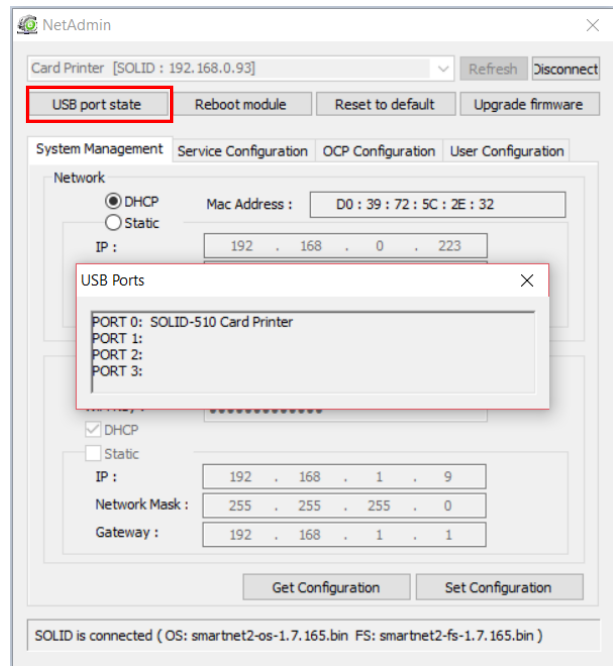 NetAdmin
Card Printer [SOLID : 192.168.0.93] Refresh Disconnect
USB port state Reboot module Reset to default Upgrade firmware
System Management Service Configuration OCP Configuration User Configuration
Network
DHCP Mac Address : D0 : 39 : 72 : 5C : 2E : 32
Static
IP : 192 . 168 . 0 . 223
USB Ports
PORT 0: SOLID-510 Card Printer
PORT 1:
PORT 2:
PORT 3:
DHCP
Static
IP : 192 . 168 . 1 . 9
Network Mask : 255 . 255 . 255 . 0
Gateway : 192 . 168 . 1 . 1
Get Configuration Set Configuration
SOLID is connected ( OS: smartnet2-os-1.7.165.bin FS: smartnet2-fs-1.7.165.bin )